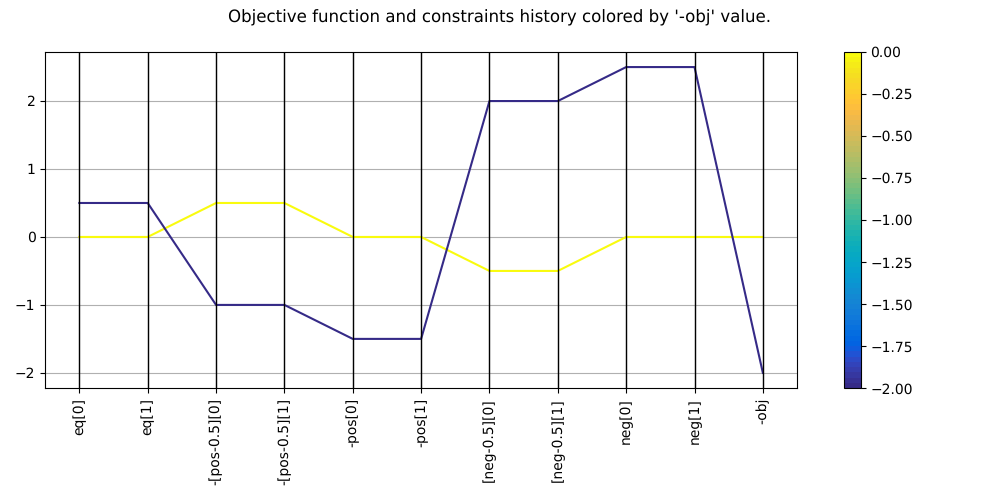 Objective function and constraints history colored by '-obj' value.
2
1
0
−1
−2
eq[0]
eq[1]
-[pos-0.5][0]
-[pos-0.5][1]
-pos[0]
-pos[1]
[neg-0.5][0]
[neg-0.5][1]
neg[0]
neg[1]
-obj
0.00
−0.25
−0.50
−0.75
−1.00
−1.25
−1.50
−1.75
−2.00